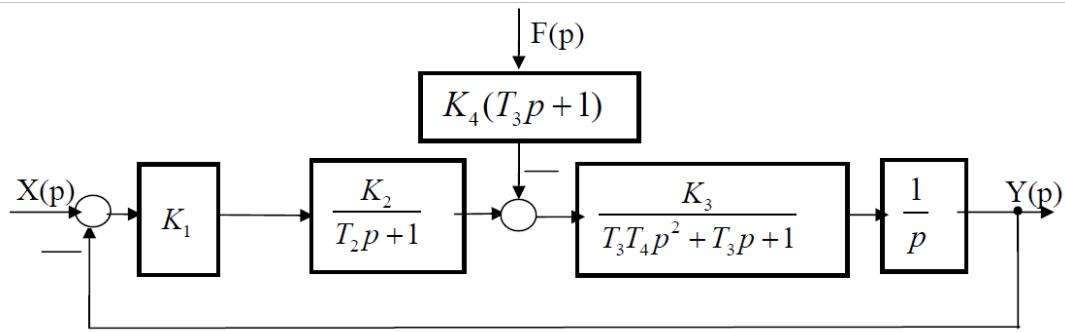 F(p)
K₄(T₃p+1)
X(p)
K₁
K₂
T₂p+1
K₃
T₃T₄p²+T₃p+1
1
p
Y(p)